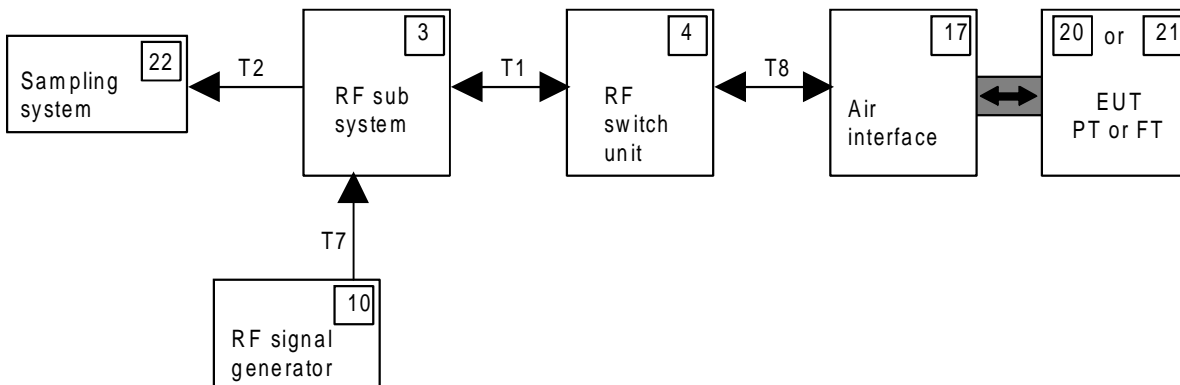 22
Sampling
system
T2
3
RF sub
system
T1
4
RF
switch
unit
T8
17
Air
interface
20 or 21
EUT
PT or FT
T7
10
RF signal
generator